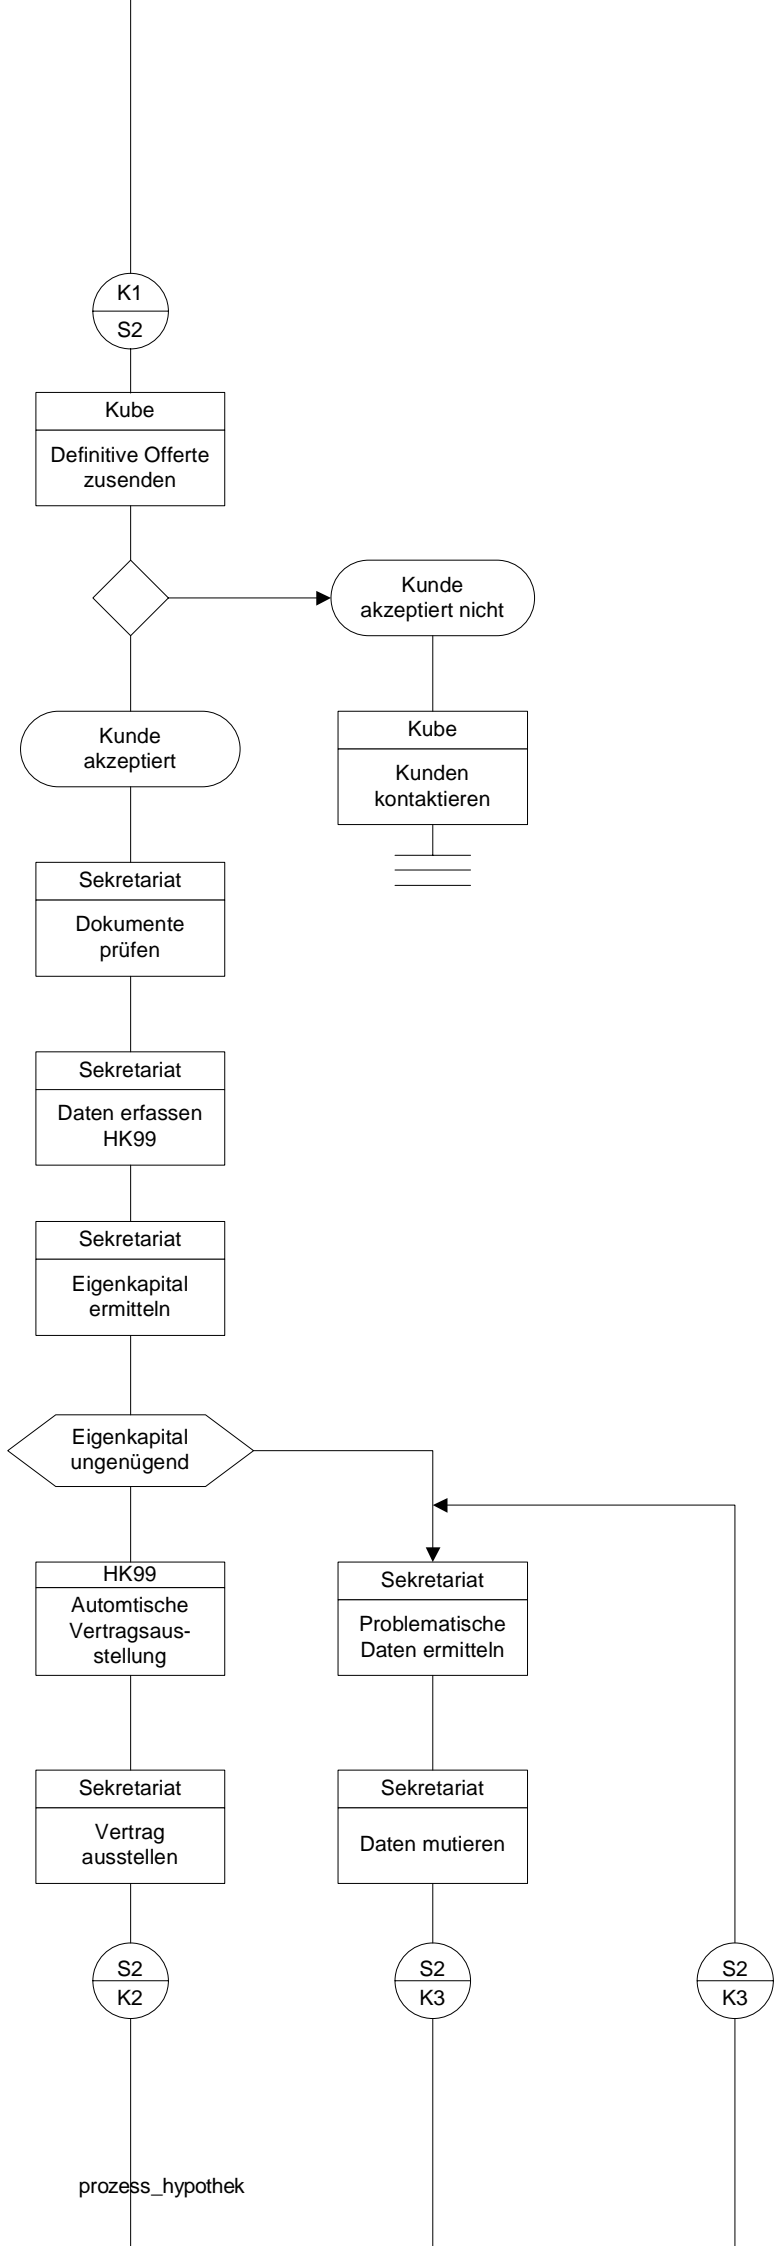 K1
S2
Kube
Definitive Offerte
zusenden
Kunde
akzeptiert nicht
Kunde
akzeptiert
Kube
Kunden
kontaktieren
Sekretariat
Dokumente
prüfen
Sekretariat
Daten erfassen
HK99
Sekretariat
Eigenkapital
ermitteln
Eigenkapital
ungenügend
HK99
Automtische
Vertragsaus-
stellung
Sekretariat
Problematische
Daten ermitteln
Sekretariat
Vertrag
ausstellen
Sekretariat
Daten mutieren
S2
K2
S2
K3
S2
K3
prozess_hypothek